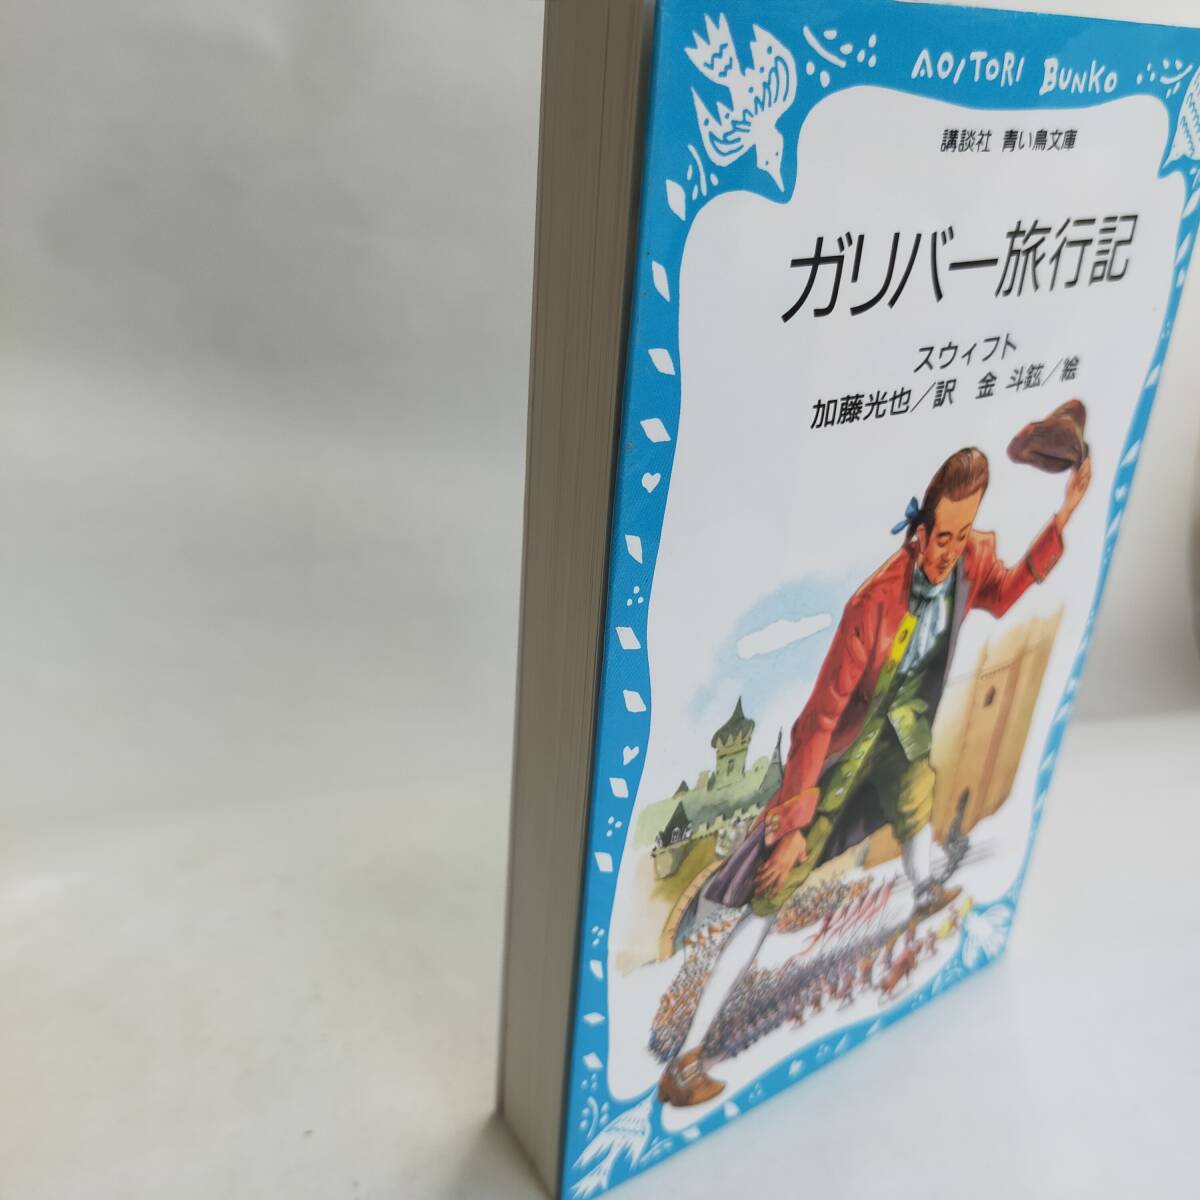 AOITORI BUNKO
講談社 青い鳥文庫
ガリバー旅行記
スウィフト
加藤光也／訳 金 斗鉉／絵